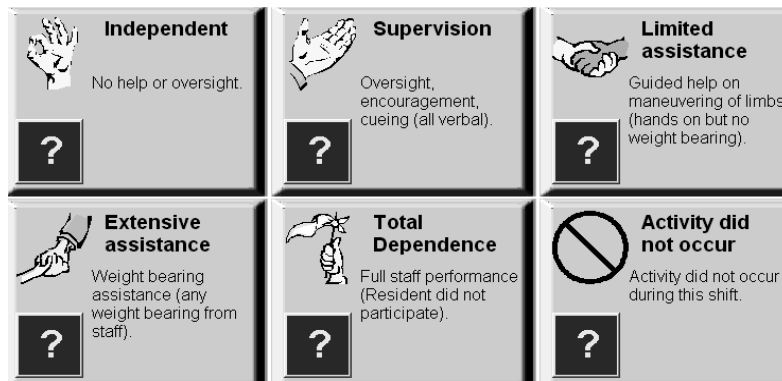 Independent
No help or oversight.
?
Supervision
Oversight,
encouragement,
cueing (all verbal).
?
Limited
assistance
Guided help on
maneuvering of limbs
(hands on but no
weight bearing).
?
Extensive
assistance
Weight bearing
assistance (any
weight bearing from
staff).
?
Total
Dependence
Full staff performance
(Resident did not
participate).
?
Activity did
not occur
Activity did not occur
during this shift.
?